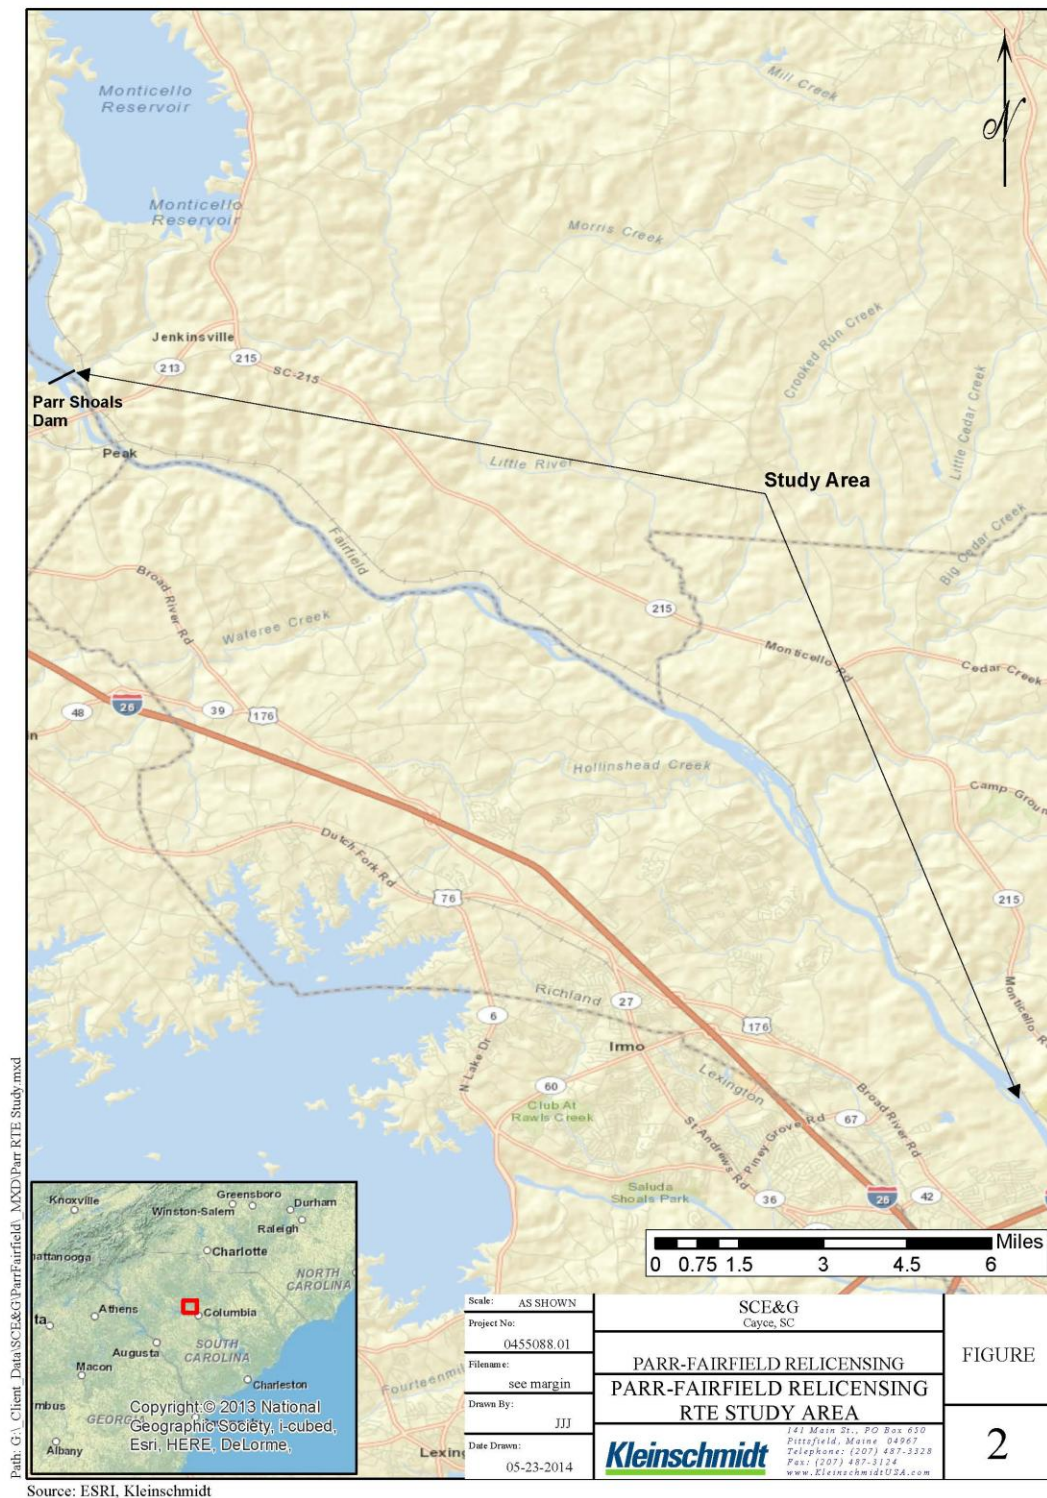 Monticello
Reservoir
Mill Creek
N
Monticello
Reservoir
Morris Creek
Jenkinsville
215
213
SC-215
Crooked Run Creek
Little Cedar Creek
Parr Shoals
Dam
Peak
Little River
Study Area
Fairfield
Big Cedar Creek
Broad River Rd
Wateree Creek
215
Monticello Rd
Cedar Creek
48
26
39
176
Hollinshead Creek
Camp Groun
Dutch Fork Rd
76
215
Richland
27
6
176
Monticello R
Irmo
N Lake Dr
60
Lexington
Club At
Rawls Creek
St Andrews Rd
Piney Grove Rd
67
Broad River Rd
Saluda
Shoals Park
36
26
42
Miles
0 0.75 1.5 3 4.5 6
Knoxville
Greensboro
Winston-Salem
Durham
Raleigh
hattanooga
Charlotte
NORTH
CAROLINA
ta
Athens
Columbia
SOUTH
CAROLINA
Augusta
Macon
Charleston
mbus
GEORGIA
Albany
Copyright:© 2013 National
Geographic Society, i-cubed,
Esri, HERE, DeLorme,
Fourteenmil
Lexin
Scale: AS SHOWN
Project No:
0455088.01
Filename:
see margin
Drawn By:
JJJ
Date Drawn:
05-23-2014
SCE&G
Cayce, SC
PARR-FAIRFIELD RELICENSING
PARR-FAIRFIELD RELICENSING
RTE STUDY AREA
Kleinschmidt
141 Main St., PO Box 650
Pittsfield, Maine 04967
Telephone: (207) 487-3328
Fax: (207) 487-3124
www.KleinschmidtUSA.com
FIGURE
2
Path: G:\_Client_Data\SCE&G\ParrFairfield\_MXD\Parr RTE Study.mxd
Source: ESRI, Kleinschmidt